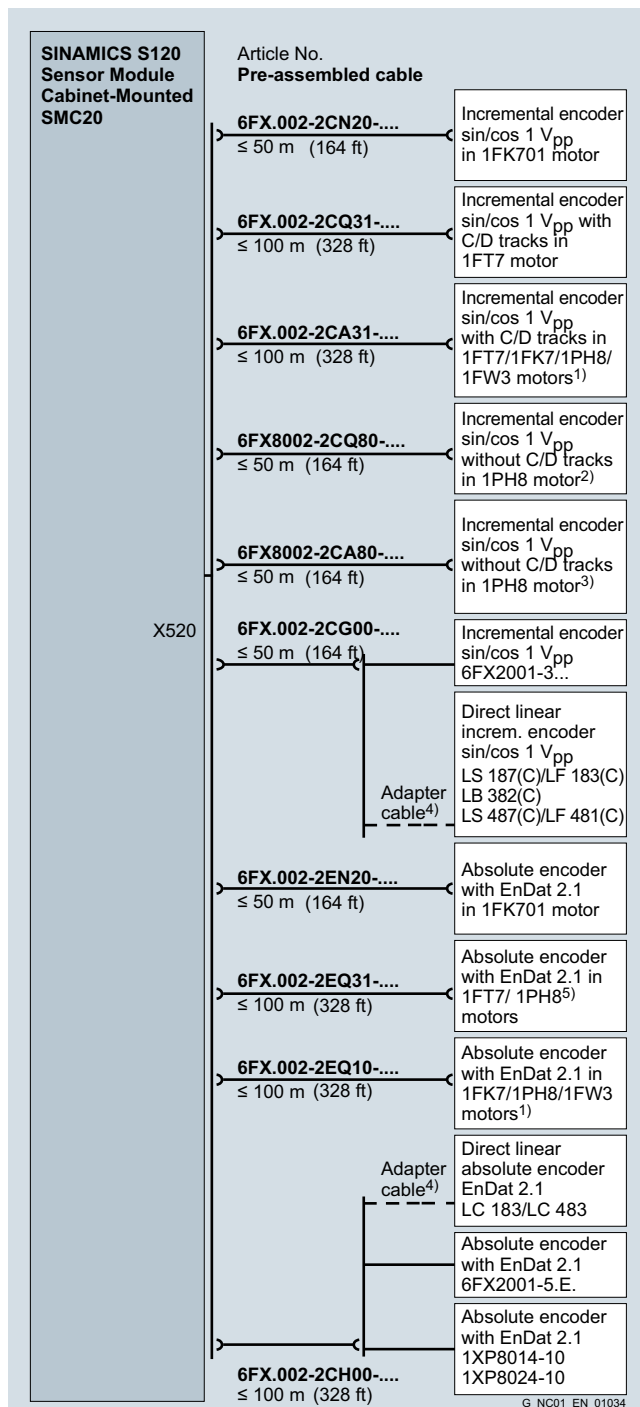 SINAMICS S120
Sensor Module
Cabinet-Mounted
SMC20
Article No.
Pre-assembled cable
6FX.002-2CN20-....
≤ 50 m (164 ft)
Incremental encoder
sin/cos 1 Vpp
in 1FK701 motor
6FX.002-2CQ31-....
≤ 100 m (328 ft)
Incremental encoder
sin/cos 1 Vpp with
C/D tracks in
1FT7 motor
6FX.002-2CA31-....
≤ 100 m (328 ft)
Incremental encoder
sin/cos 1 Vpp
with C/D tracks in
1FT7/1FK7/1PH8/
1FW3 motors1)
6FX8002-2CQ80-....
≤ 50 m (164 ft)
Incremental encoder
sin/cos 1 Vpp
without C/D tracks
in 1PH8 motor2)
6FX8002-2CA80-....
≤ 50 m (164 ft)
Incremental encoder
sin/cos 1 Vpp
without C/D tracks
in 1PH8 motor3)
X520
6FX.002-2CG00-....
≤ 50 m (164 ft)
Incremental encoder
sin/cos 1 Vpp
6FX2001-3...
Adapter
cable4)
Direct linear
increm. encoder
sin/cos 1 Vpp
LS 187(C)/LF 183(C)
LB 382(C)
LS 487(C)/LF 481(C)
6FX.002-2EN20-....
≤ 50 m (164 ft)
Absolute encoder
with EnDat 2.1
in 1FK701 motor
6FX.002-2EQ31-....
≤ 100 m (328 ft)
Absolute encoder
with EnDat 2.1 in
1FT7/ 1PH85)
motors
6FX.002-2EQ10-....
≤ 100 m (328 ft)
Absolute encoder
with EnDat 2.1 in
1FK7/1PH8/1FW3
motors1)
Adapter
cable4)
Direct linear
absolute encoder
EnDat 2.1
LC 183/LC 483
Absolute encoder
with EnDat 2.1
6FX2001-5.E.
Absolute encoder
with EnDat 2.1
1XP8014-10
1XP8024-10
6FX.002-2CH00-....
≤ 100 m (328 ft)
G_NC01_EN_01034